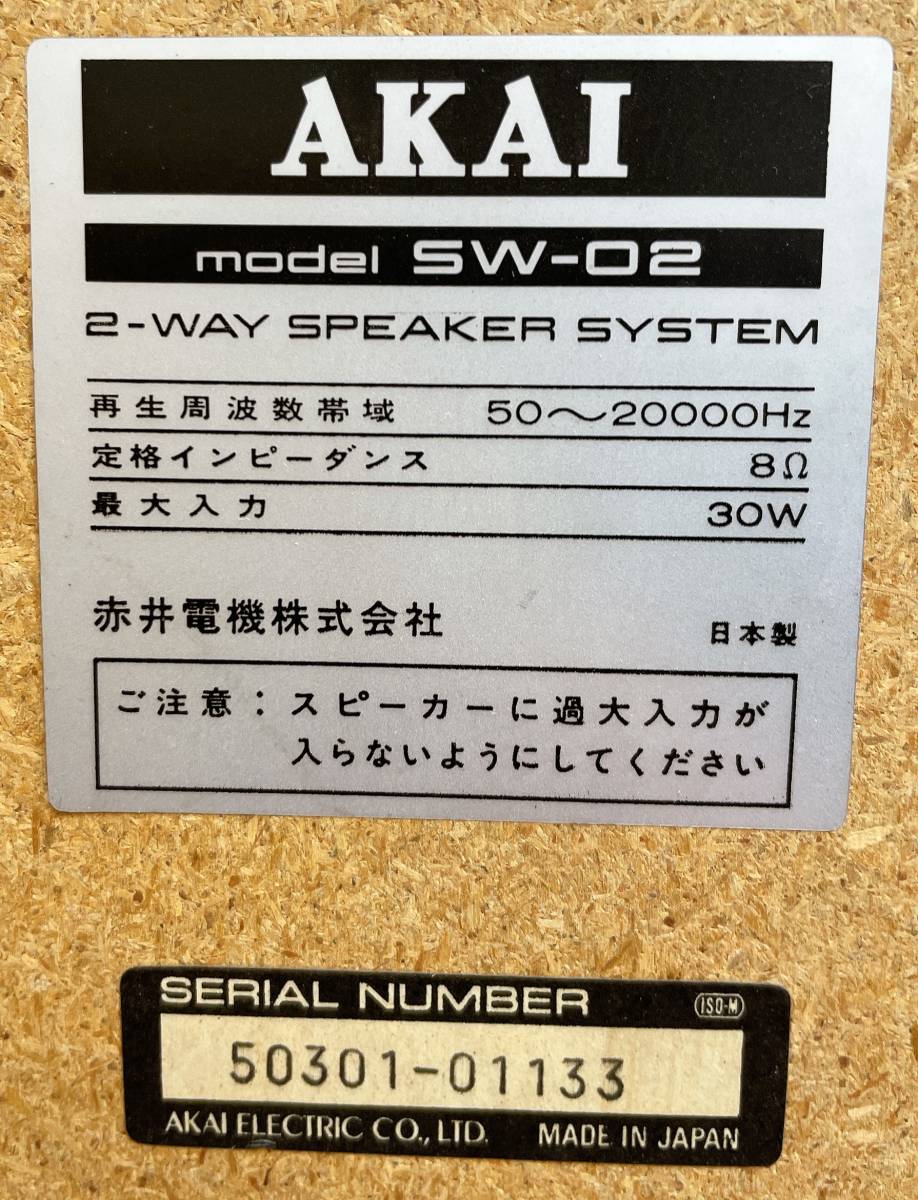 AKAI
model SW-02
2-WAY SPEAKER SYSTEM
再生周波数帯域 50～20000Hz
定格インピーダンス 8Ω
最大入力 30W
赤井電機株式会社 日本製
ご注意：スピーカーに過大入力が
入らないようにしてください
SERIAL NUMBER ISO-M
50301-01133
AKAI ELECTRIC CO., LTD. MADE IN JAPAN